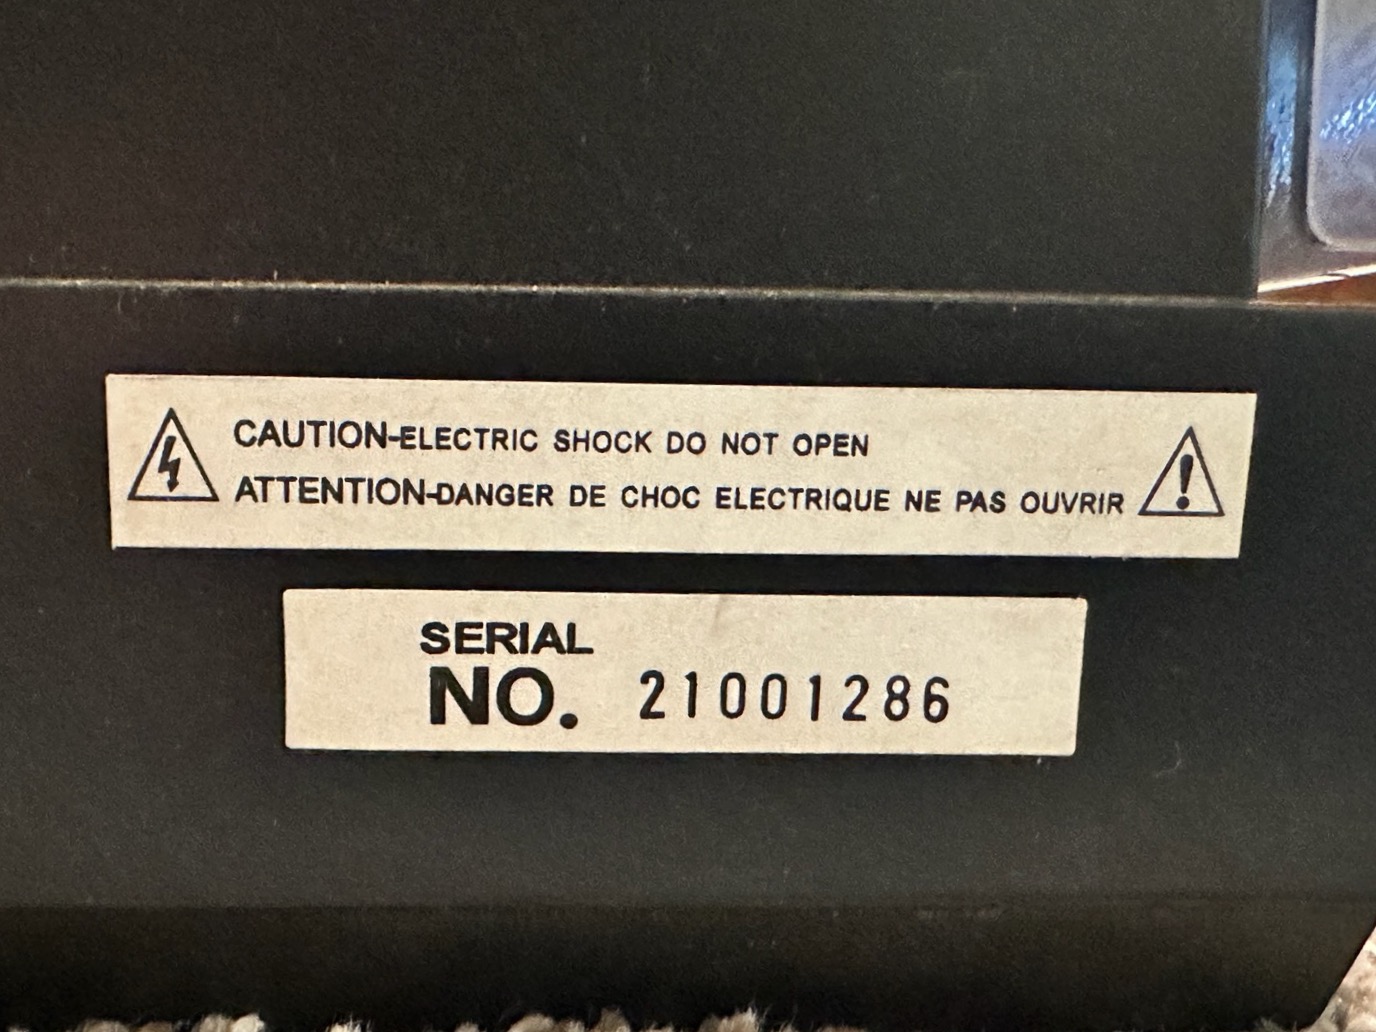 CAUTION-ELECTRIC SHOCK DO NOT OPEN
ATTENTION-DANGER DE CHOC ELECTRIQUE NE PAS OUVRIR
SERIAL
NO. 21001286